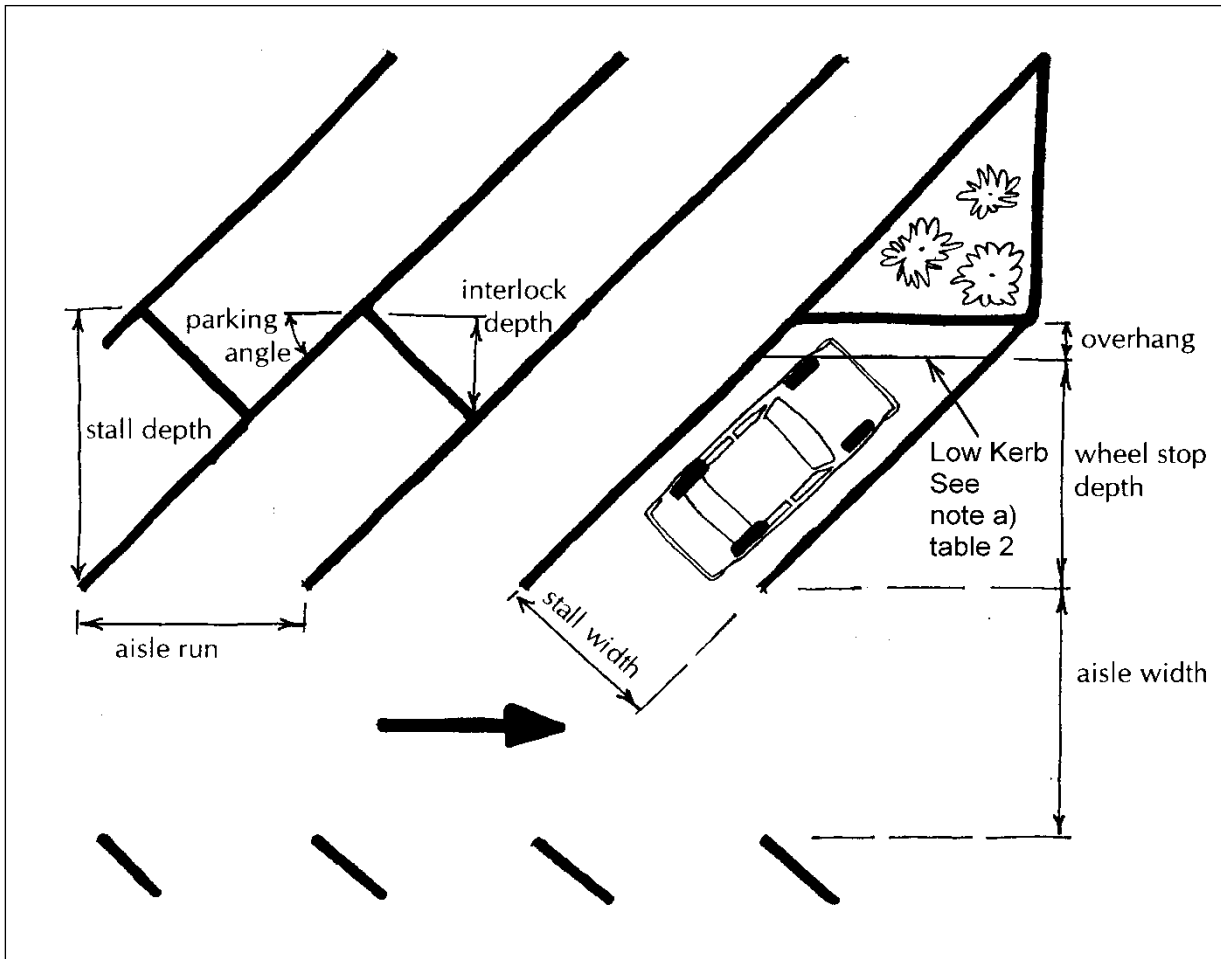 parking
angle
interlock
depth
overhang
stall depth
Low Kerb
See
note a)
table 2
wheel stop
depth
stall width
aisle run
aisle width